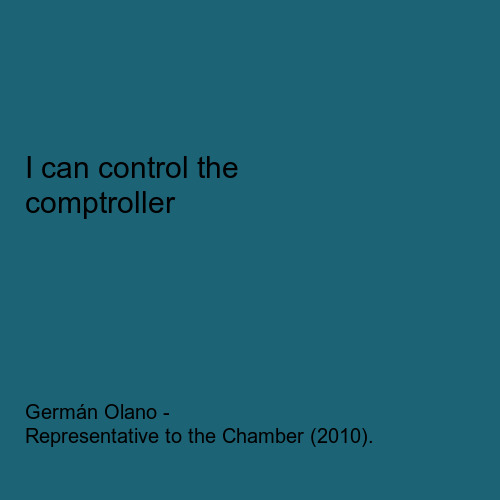 I can control the
comptroller
Germán Olano -
Representative to the Chamber (2010).